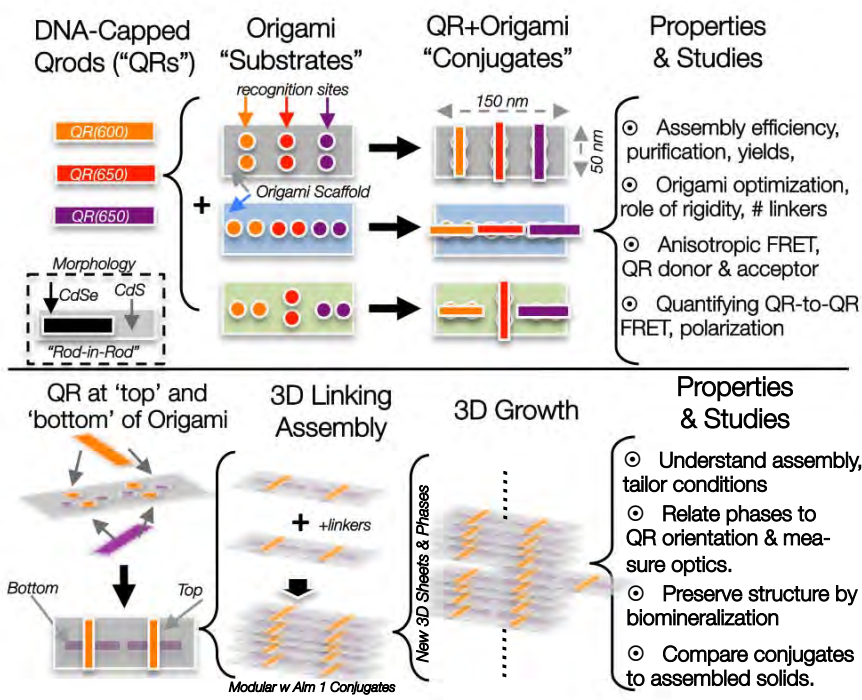 DNA-Capped
Qrods ("QRs")
Origami
"Substrates"
QR+Origami
"Conjugates"
Properties
& Studies
recognition sites
150 nm
50 nm
QR(600)
QR(650)
QR(650)
+
Origami Scaffold
Morphology
CdSe
CdS
"Rod-in-Rod"
⊙ Assembly efficiency,
purification, yields,
⊙ Origami optimization,
role of rigidity, # linkers
⊙ Anisotropic FRET,
QR donor & acceptor
⊙ Quantifying QR-to-QR
FRET, polarization
QR at 'top' and
'bottom' of Origami
Bottom
Top
3D Linking
Assembly
+
+linkers
Modular w Aim 1 Conjugates
3D Growth
New 3D Sheets & Phases
Properties
& Studies
⊙ Understand assembly,
tailor conditions
⊙ Relate phases to
QR orientation & mea-
sure optics.
⊙ Preserve structure by
biomineralization
⊙ Compare conjugates
to assembled solids.